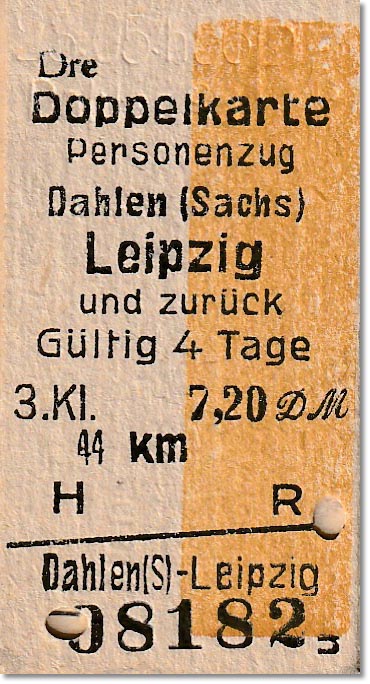 Dre
Doppelkarte
Personenzug
Dahlen (Sachs)
Leipzig
und zurück
Gültig 4 Tage
3.Kl. 7,20 DM
44 km
H R
Dahlen(S)-Leipzig
08182 3